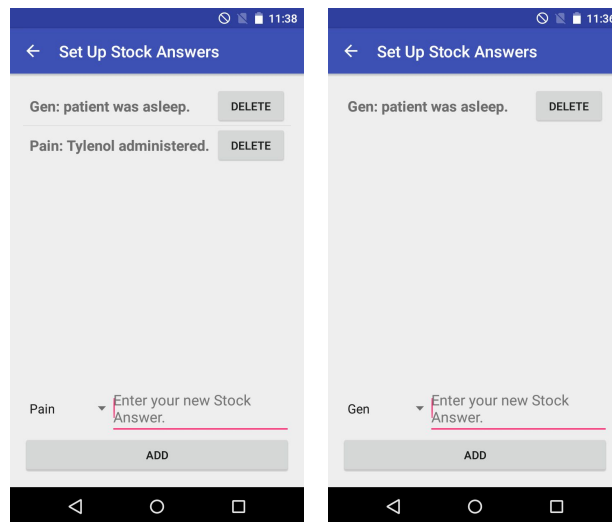 11:38
Set Up Stock Answers
Gen: patient was asleep. DELETE
Pain: Tylenol administered. DELETE
Pain
Enter your new Stock
Answer.
ADD
11:36
Set Up Stock Answers
Gen: patient was asleep. DELETE
Gen
Enter your new Stock
Answer.
ADD